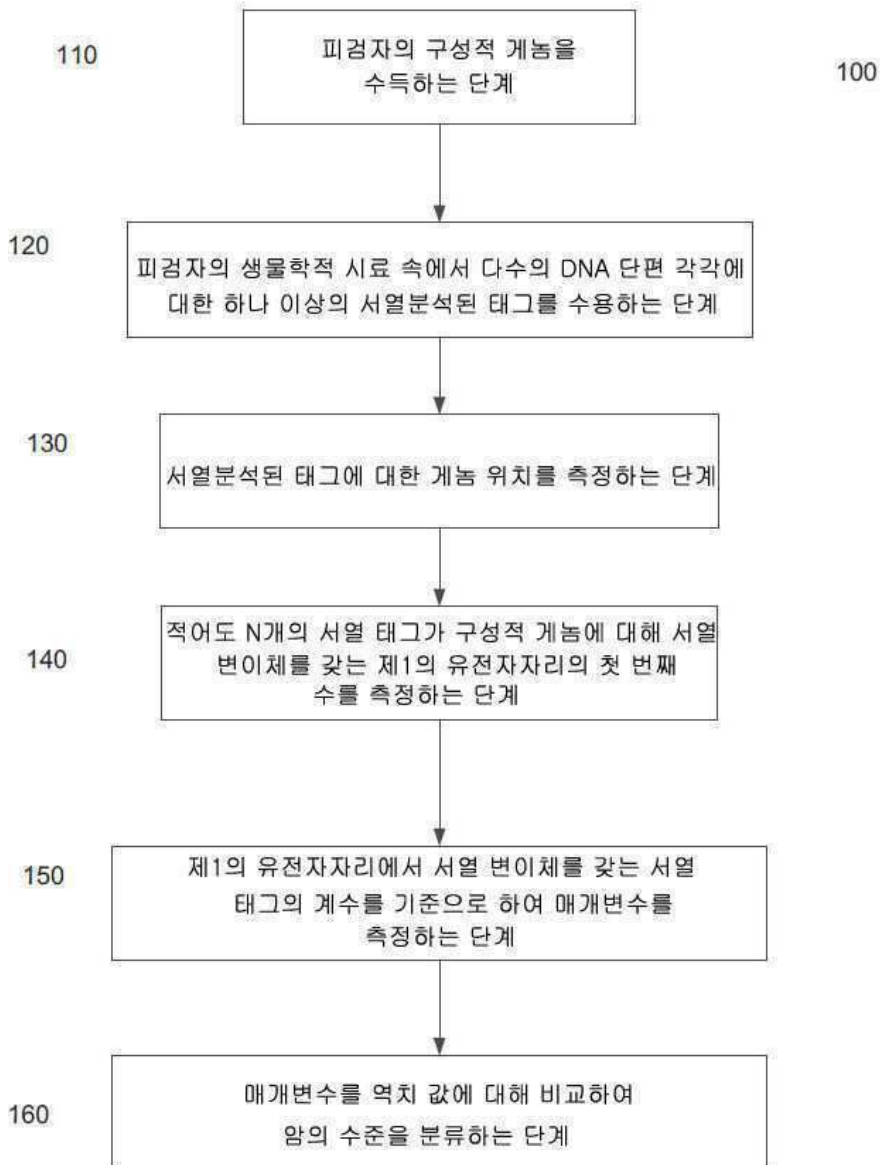 110
피검자의 구성적 게놈을
수득하는 단계
100
120
피검자의 생물학적 시료 속에서 다수의 DNA 단편 각각에
대한 하나 이상의 서열분석된 태그를 수용하는 단계
130
서열분석된 태그에 대한 게놈 위치를 측정하는 단계
140
적어도 N개의 서열 태그가 구성적 게놈에 대해 서열
변이체를 갖는 제1의 유전자자리의 첫 번째
수를 측정하는 단계
150
제1의 유전자자리에서 서열 변이체를 갖는 서열
태그의 계수를 기준으로 하여 매개변수를
측정하는 단계
160
매개변수를 역치 값에 대해 비교하여
암의 수준을 분류하는 단계